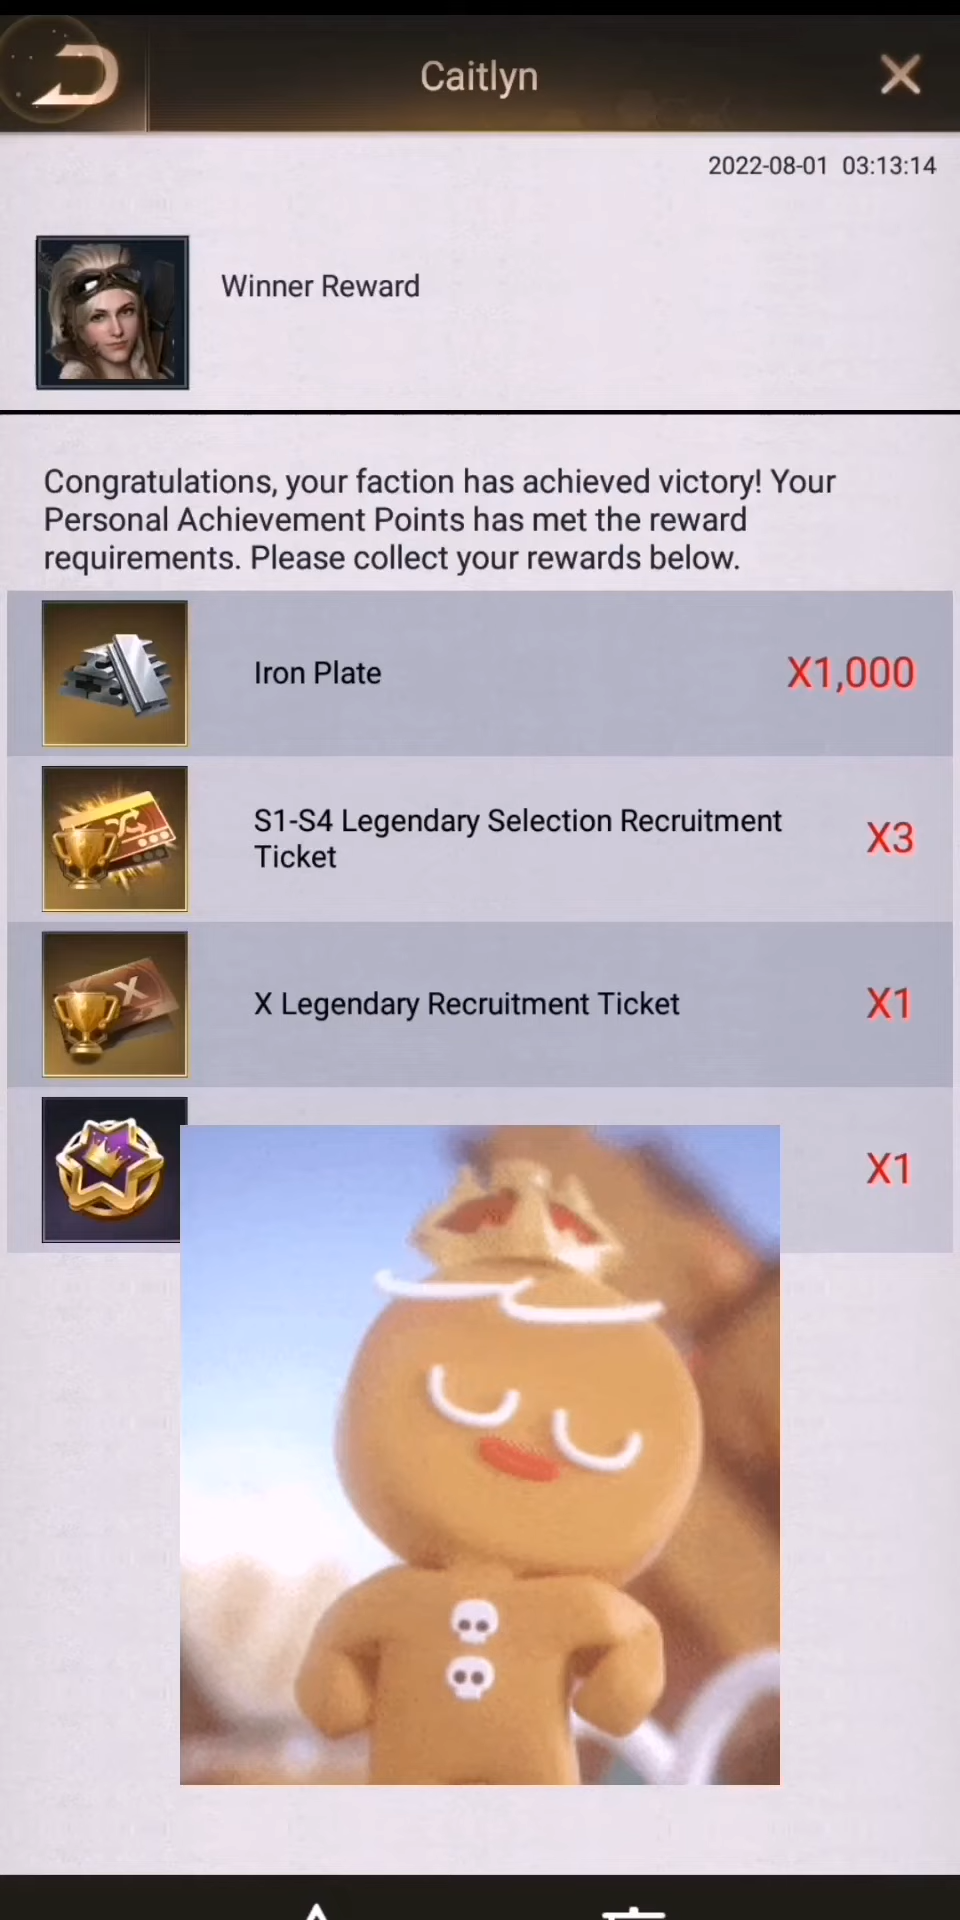 Caitlyn
2022-08-01 03:13:14
Winner Reward
Congratulations, your faction has achieved victory! Your
Personal Achievement Points has met the reward
requirements. Please collect your rewards below.
Iron Plate X1,000
S1-S4 Legendary Selection Recruitment
Ticket
X3
X
X Legendary Recruitment Ticket X1
X1